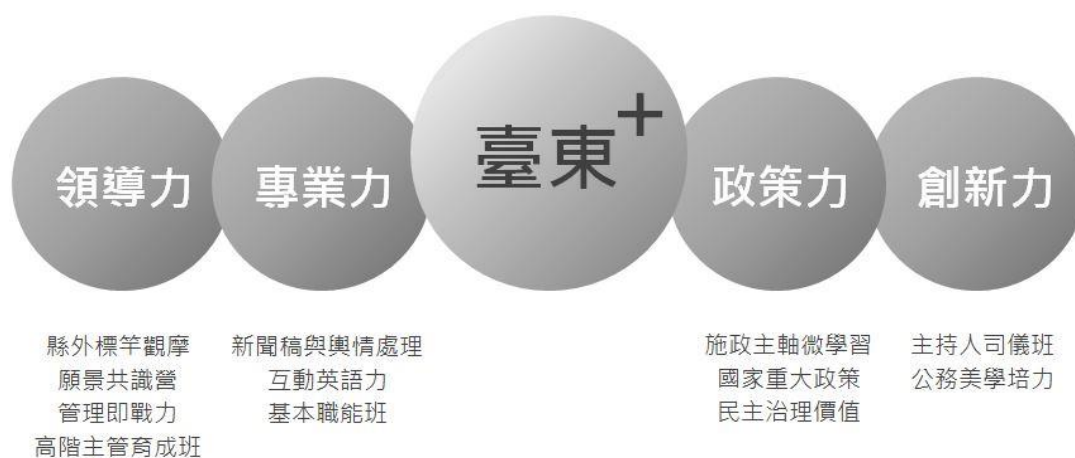 領導力
專業力
臺東+
政策力
創新力
縣外標竿觀摩
願景共識營
管理即戰力
高階主管育成班
新聞稿與輿情處理
互動英語力
基本職能班
施政主軸微學習
國家重大政策
民主治理價值
主持人司儀班
公務美學培力